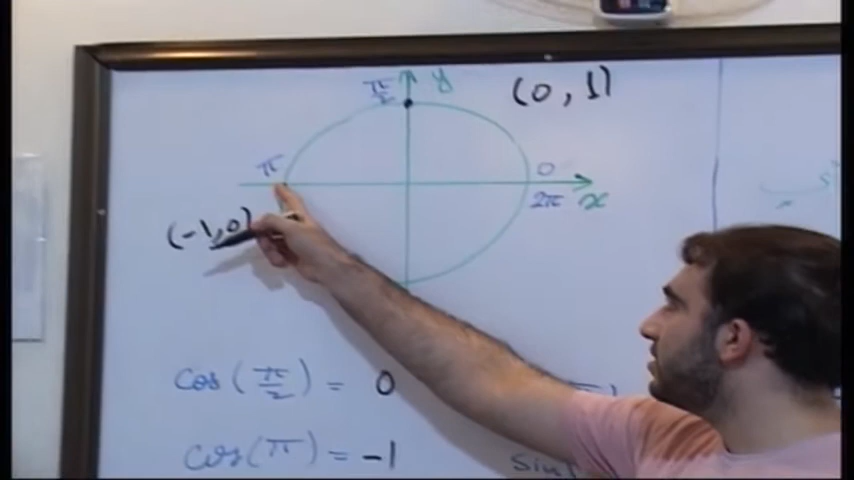 π/2 y (0, 1)
π 0
2π x
(-1,0)
cos(π/2) = 0
cos(π) = -1
sin(